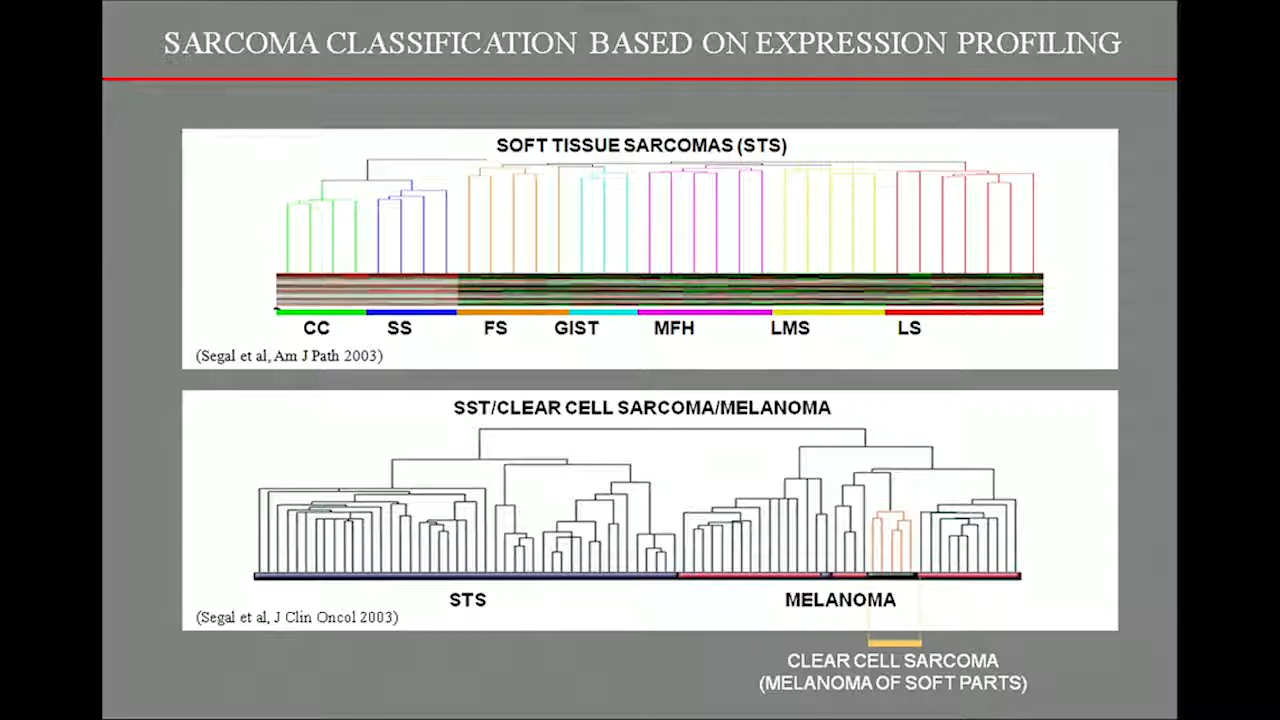 SARCOMA CLASSIFICATION BASED ON EXPRESSION PROFILING
SOFT TISSUE SARCOMAS (STS)
CC SS FS GIST MFH LMS LS
(Segal et al, Am J Path 2003)
SST/CLEAR CELL SARCOMA/MELANOMA
STS MELANOMA
(Segal et al, J Clin Oncol 2003)
CLEAR CELL SARCOMA
(MELANOMA OF SOFT PARTS)